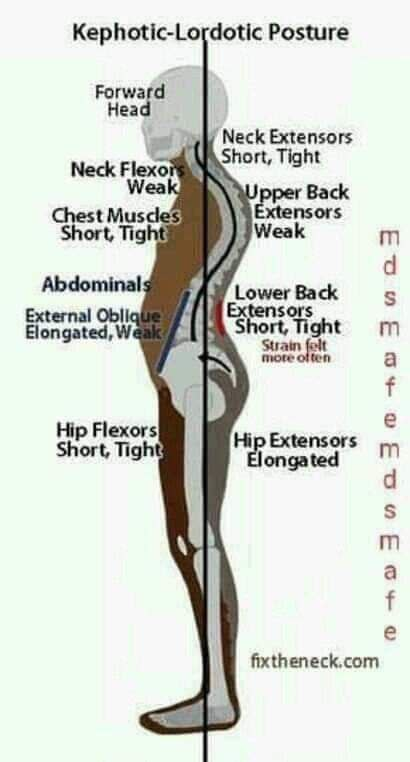 Kephotic-Lordotic Posture
Forward
Head
Neck Extensors
Short, Tight
Neck Flexors
Weak
Upper Back
Extensors
Weak
Chest Muscles
Short, Tight
Abdominals
External Oblique
Elongated, Weak
Lower Back
Extensors
Short, Tight
Strain felt
more often
Hip Flexors
Short, Tight
Hip Extensors
Elongated
fixtheneck.com
m
d
s
m
a
f
e
m
d
s
m
a
f
e